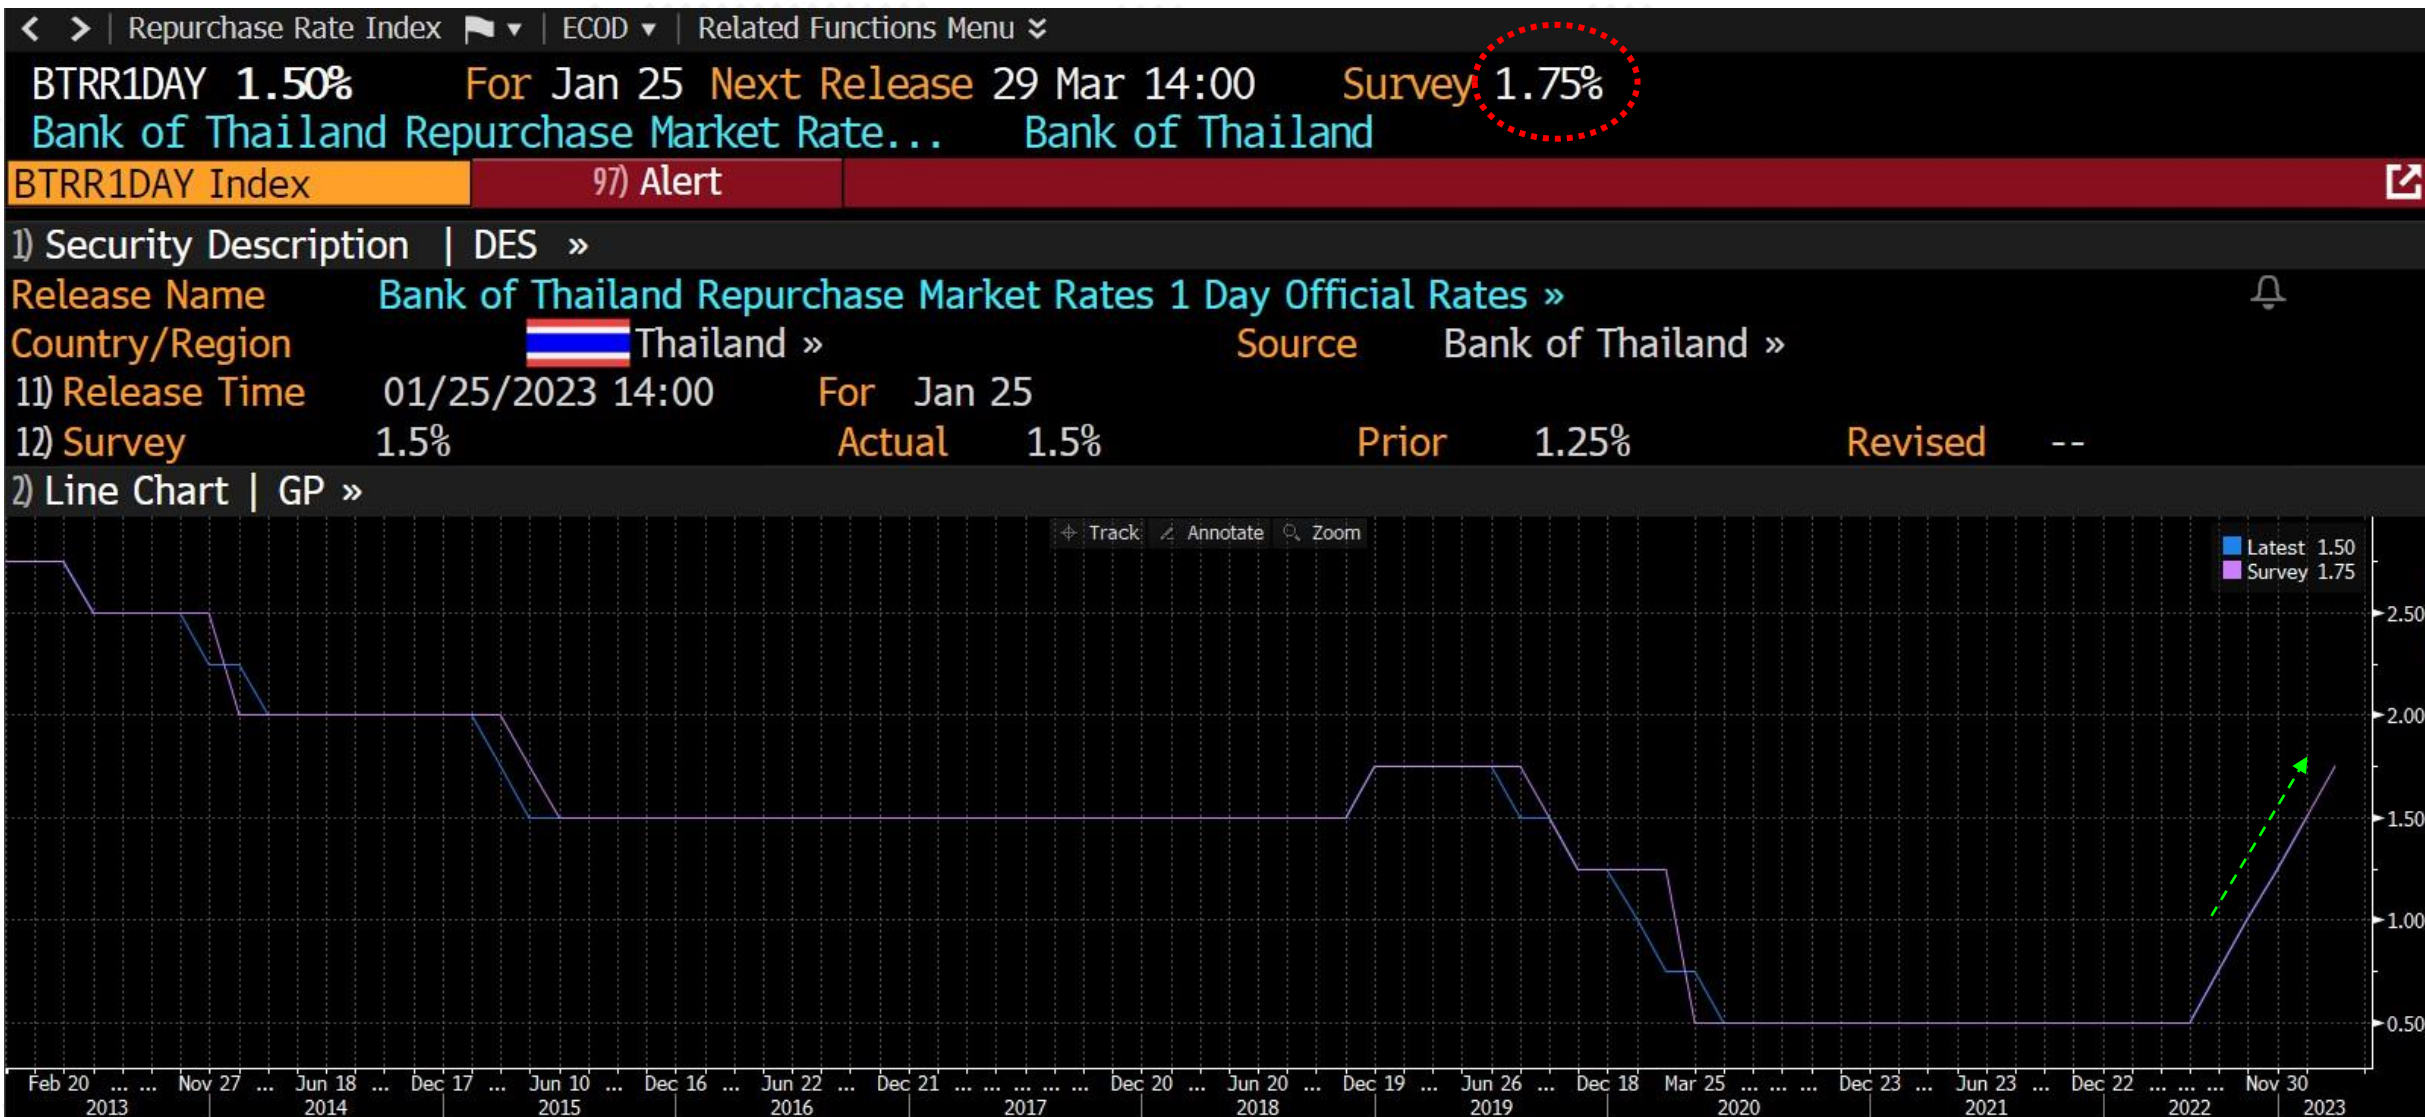 Repurchase Rate Index | ECOD | Related Functions Menu
BTRR1DAY 1.50% For Jan 25 Next Release 29 Mar 14:00 Survey 1.75%
Bank of Thailand Repurchase Market Rate... Bank of Thailand
BTRR1DAY Index 97) Alert
1) Security Description | DES »
Release Name Bank of Thailand Repurchase Market Rates 1 Day Official Rates »
Country/Region Thailand » Source Bank of Thailand »
11) Release Time 01/25/2023 14:00 For Jan 25
12) Survey 1.5% Actual 1.5% Prior 1.25% Revised --
2) Line Chart | GP »
Track Annotate Zoom
Latest 1.50
Survey 1.75
2.50
2.00
1.50
1.00
0.50
Feb 20 ... ... Nov 27 ... Jun 18 ... Dec 17 ... Jun 10 ... Dec 16 ... Jun 22 ... Dec 21 ... ... ... ... ... Dec 20 ... Jun 20 ... Dec 19 ... Jun 26 ... Dec 18 Mar 25 ... ... ... Dec 23 ... Jun 23 ... Dec 22 ... ... ... Nov 30
2013 2014 2015 2016 2017 2018 2019 2020 2021 2022 2023